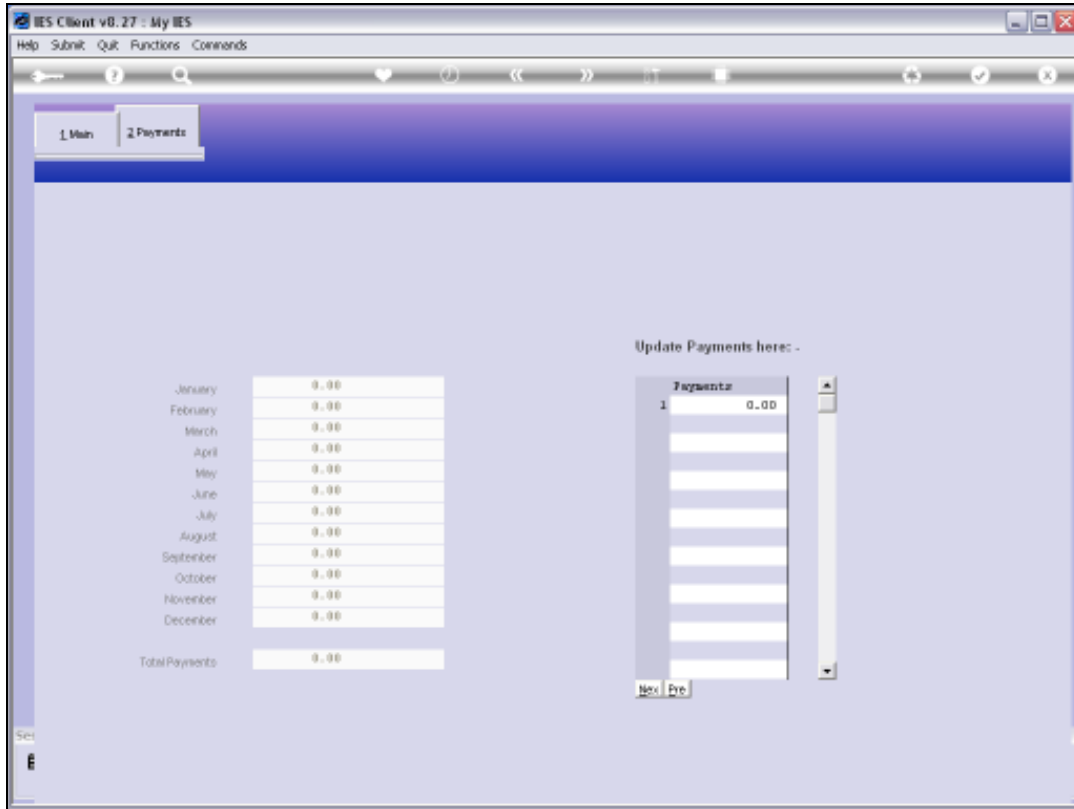 IES Client v8.27 : My IES
Help Submit Quit Functions Commands
1 Main 2 Payments
Update Payments here: -
Payments
1 0.00
January 0.00
February 0.00
March 0.00
April 0.00
May 0.00
June 0.00
July 0.00
August 0.00
September 0.00
October 0.00
November 0.00
December 0.00
Total Payments 0.00
Nex Pre
Se